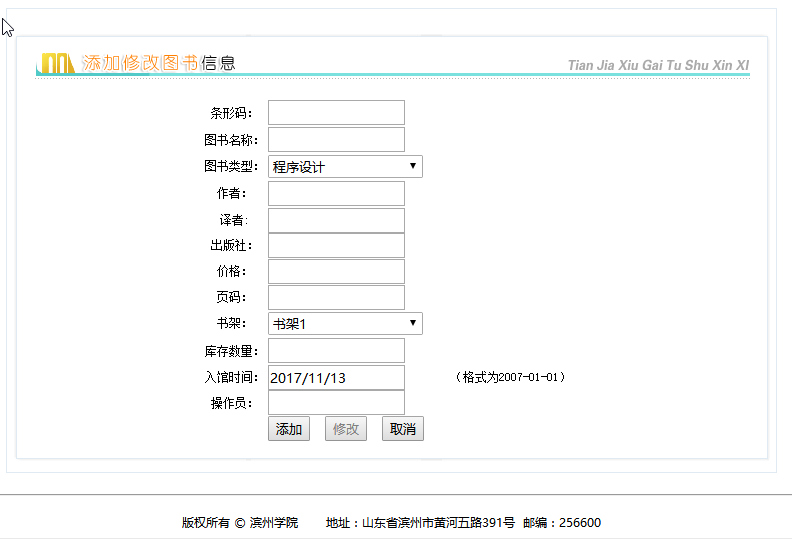 添加修改图书信息
Tian Jia Xiu Gai Tu Shu Xin XI
条形码：
图书名称：
图书类型： 程序设计
作者：
译者：
出版社：
价格：
页码：
书架： 书架1
库存数量：
入馆时间： 2017/11/13 （格式为2007-01-01）
操作员：
添加 修改 取消
版权所有 © 滨州学院 地址：山东省滨州市黄河五路391号 邮编：256600